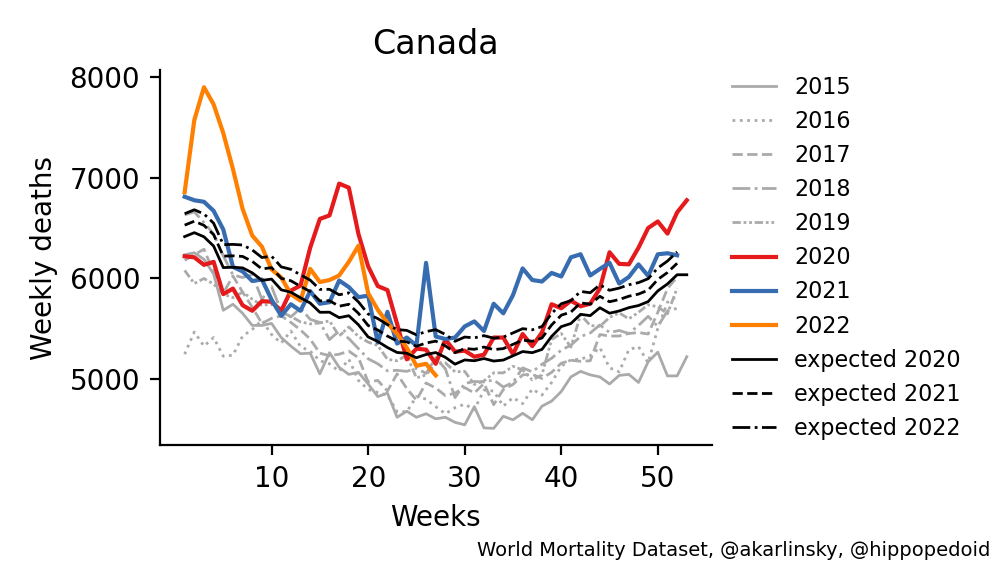 Canada
8000
7000
6000
5000
Weekly deaths
10 20 30 40 50
Weeks
2015
2016
2017
2018
2019
2020
2021
2022
expected 2020
expected 2021
expected 2022
World Mortality Dataset, @akarlinsky, @hippopedoid